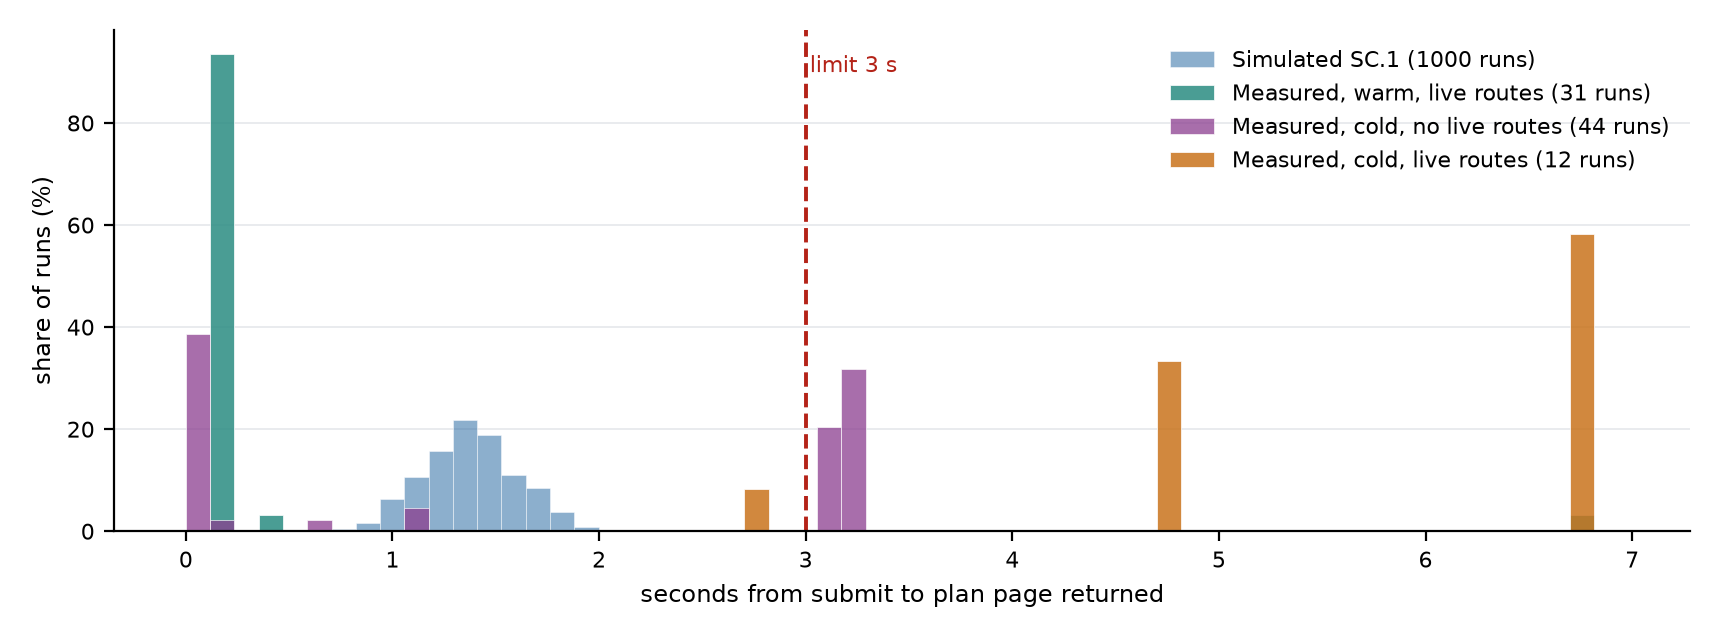 limit 3 s
Simulated SC.1 (1000 runs)
Measured, warm, live routes (31 runs)
Measured, cold, no live routes (44 runs)
Measured, cold, live routes (12 runs)
share of runs (%)
80
60
40
20
0
0 1 2 3 4 5 6 7
seconds from submit to plan page returned